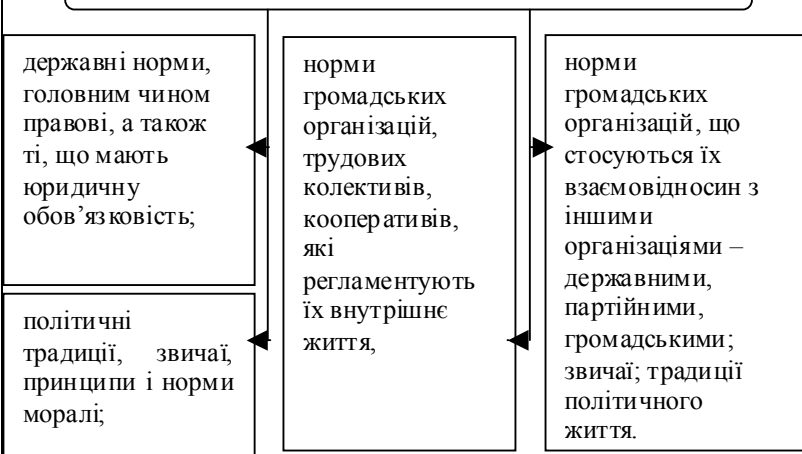 державні норми,
головним чином
правові, а також
ті, що мають
юридичну
обов’язковість;
політичні
традиції, звичаї,
принципи і норми
моралі;
норми
громадських
організацій,
трудових
колективів,
кооперативів,
які
регламентують
їх внутрішнє
життя,
норми
громадських
організацій, що
стосуються їх
взаємовідносин з
іншими
організаціями –
державними,
партійними,
громадськими;
звичаї; традиції
політичного
життя.